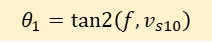 θ₁ = tan2(f, vₛ₁₀)